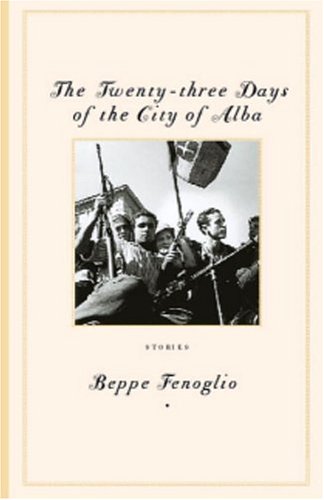 The Twenty-three Days
of the City of Alba
STORIES
Beppe Fenoglio